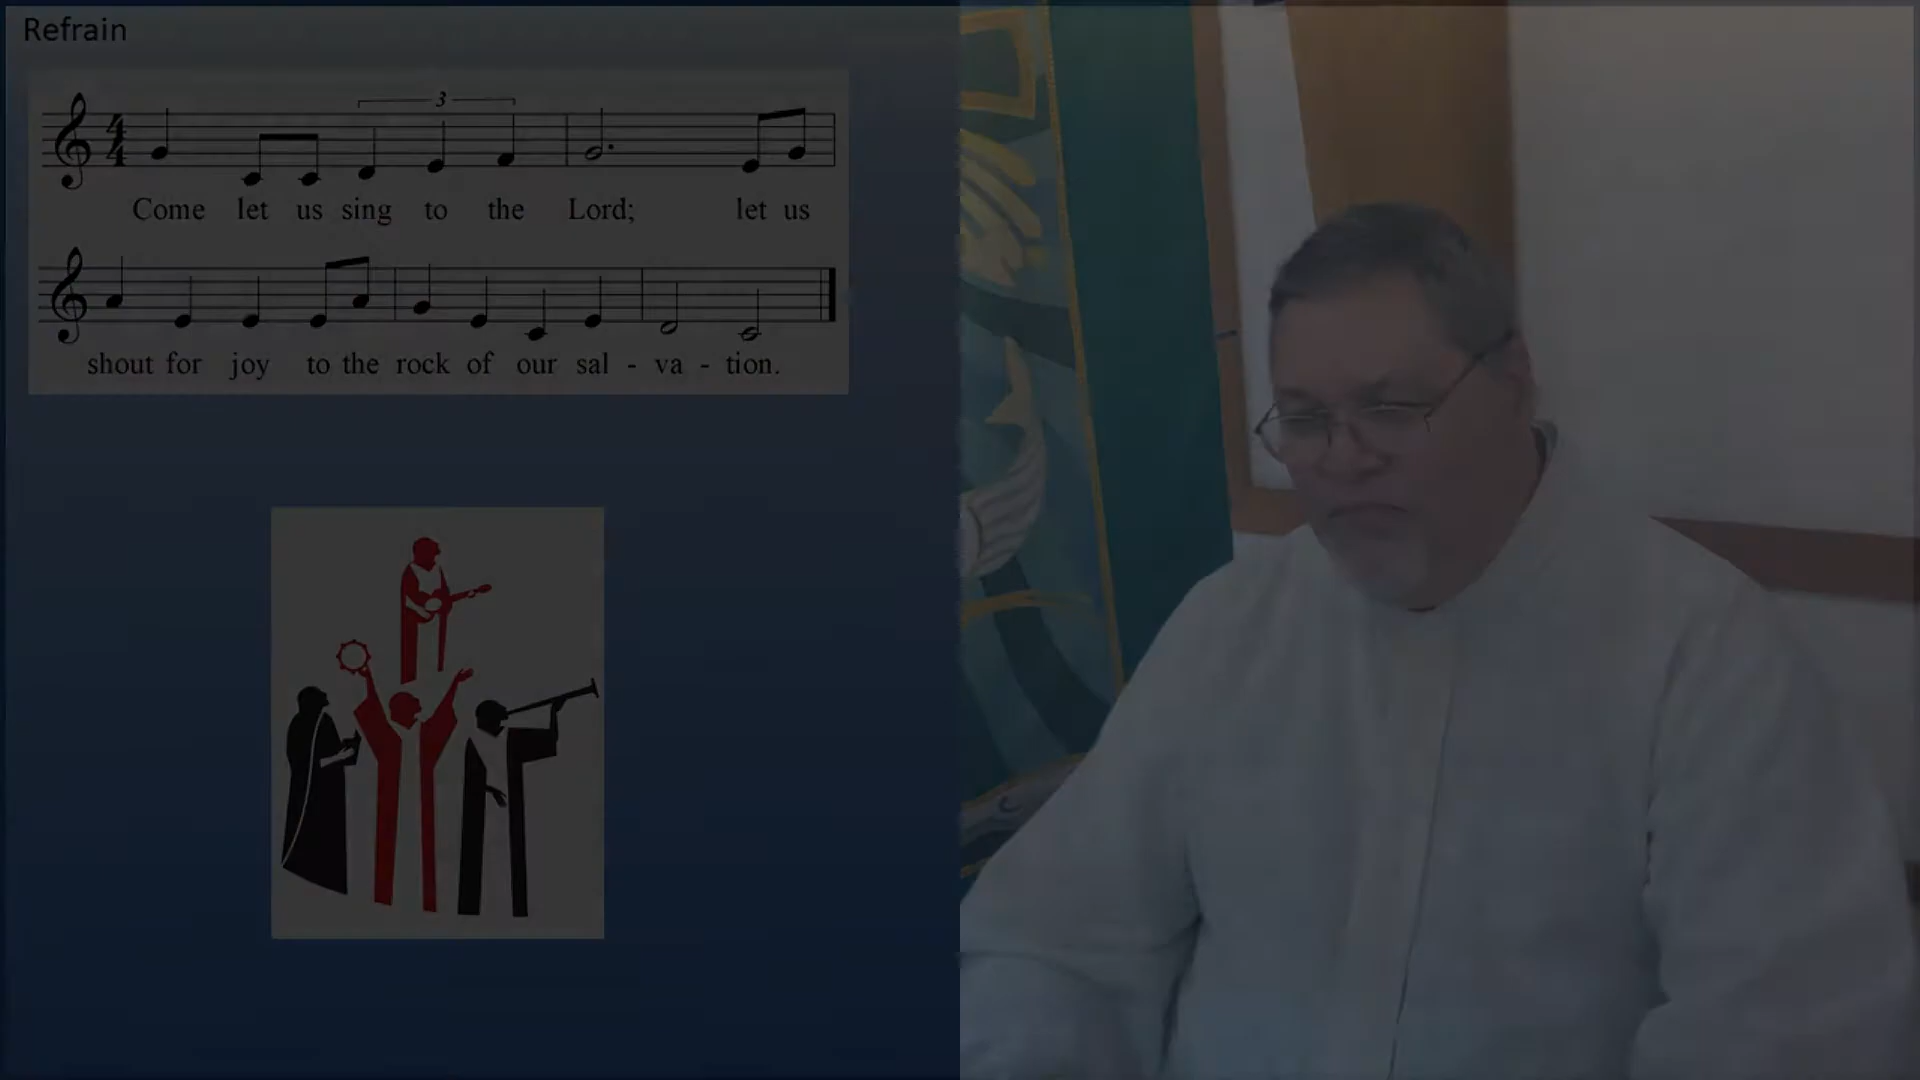 Refrain
3
Come let us sing to the Lord; let us
shout for joy to the rock of our sal - va - tion.